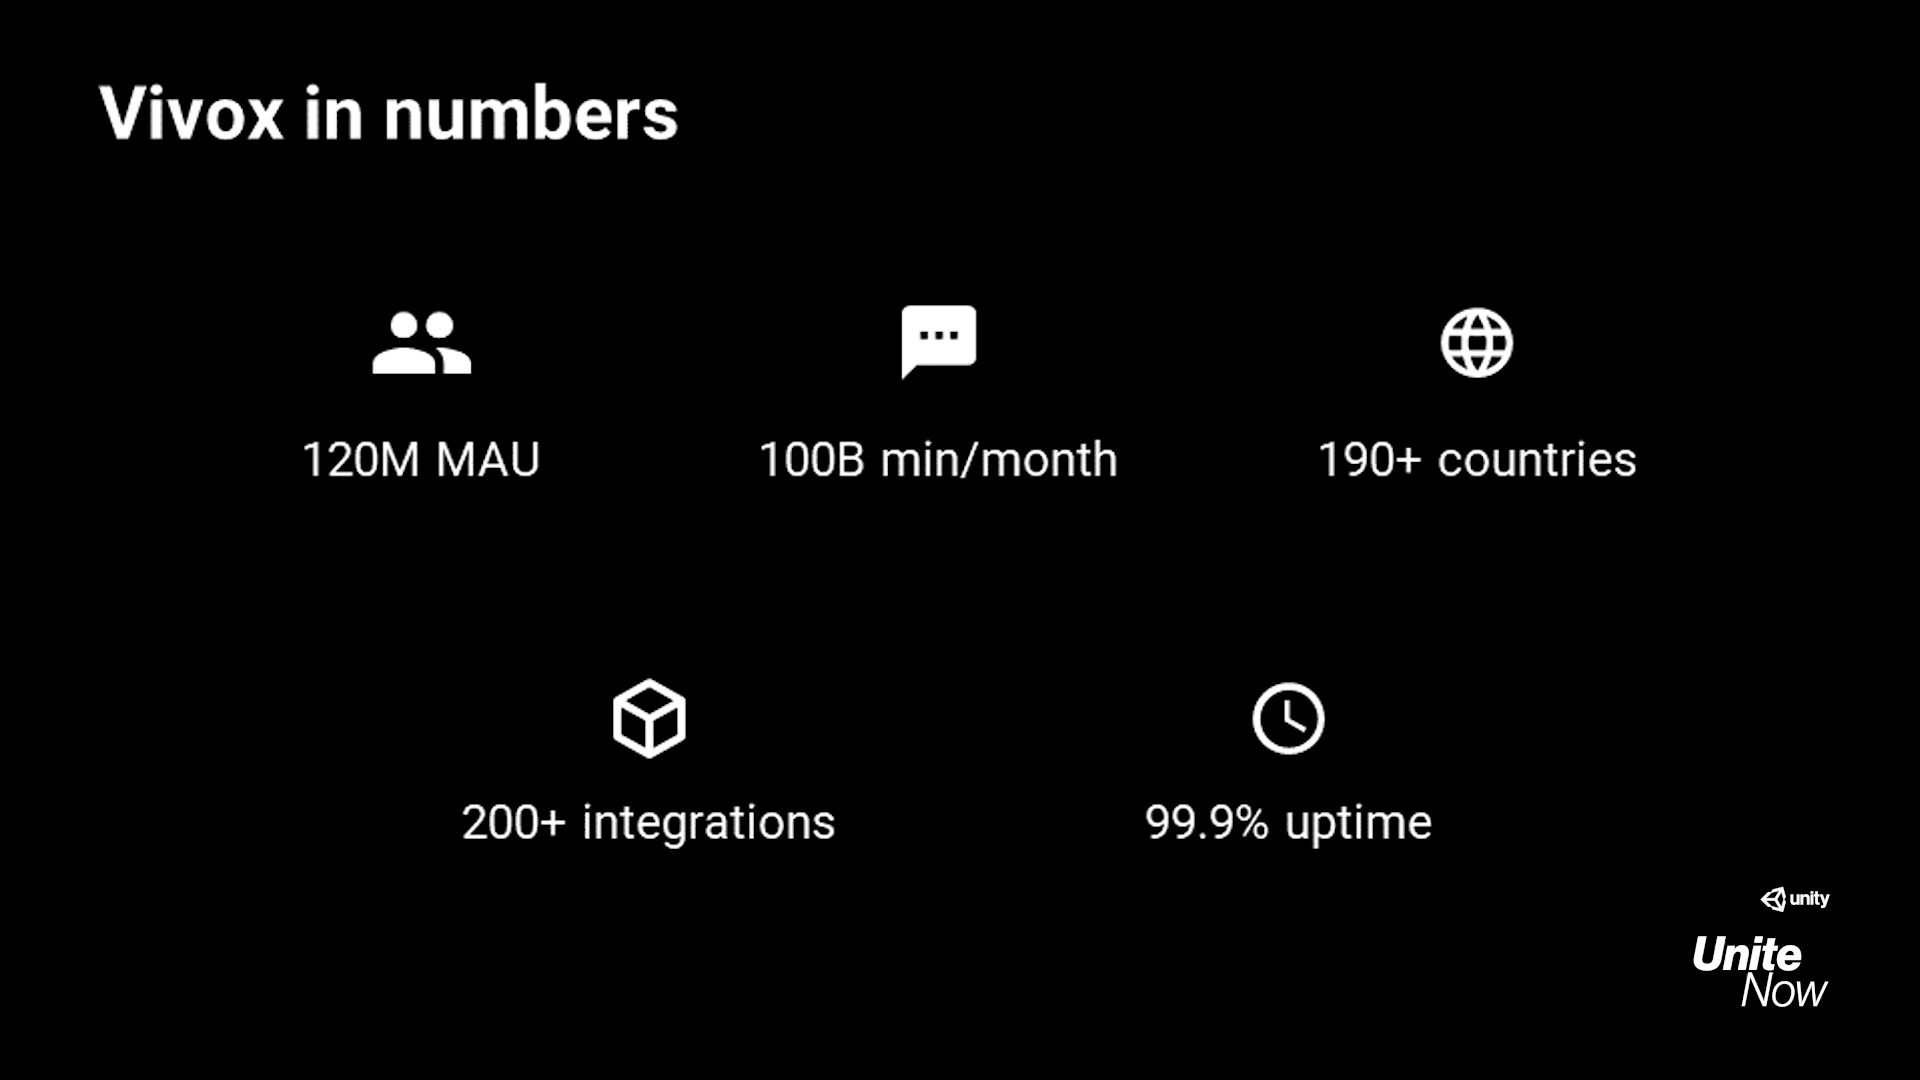 Vivox in numbers
120M MAU
100B min/month
190+ countries
200+ integrations
99.9% uptime
unity
Unite
Now